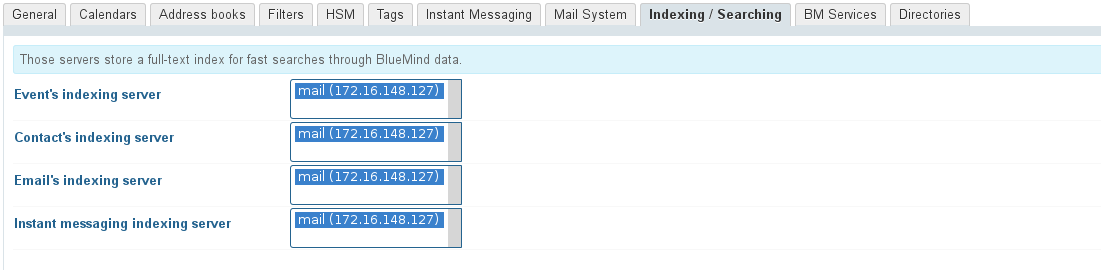 General Calendars Address books Filters HSM Tags Instant Messaging Mail System Indexing / Searching BM Services Directories
Those servers store a full-text index for fast searches through BlueMind data.
Event's indexing server mail (172.16.148.127)
Contact's indexing server mail (172.16.148.127)
Email's indexing server mail (172.16.148.127)
Instant messaging indexing server mail (172.16.148.127)